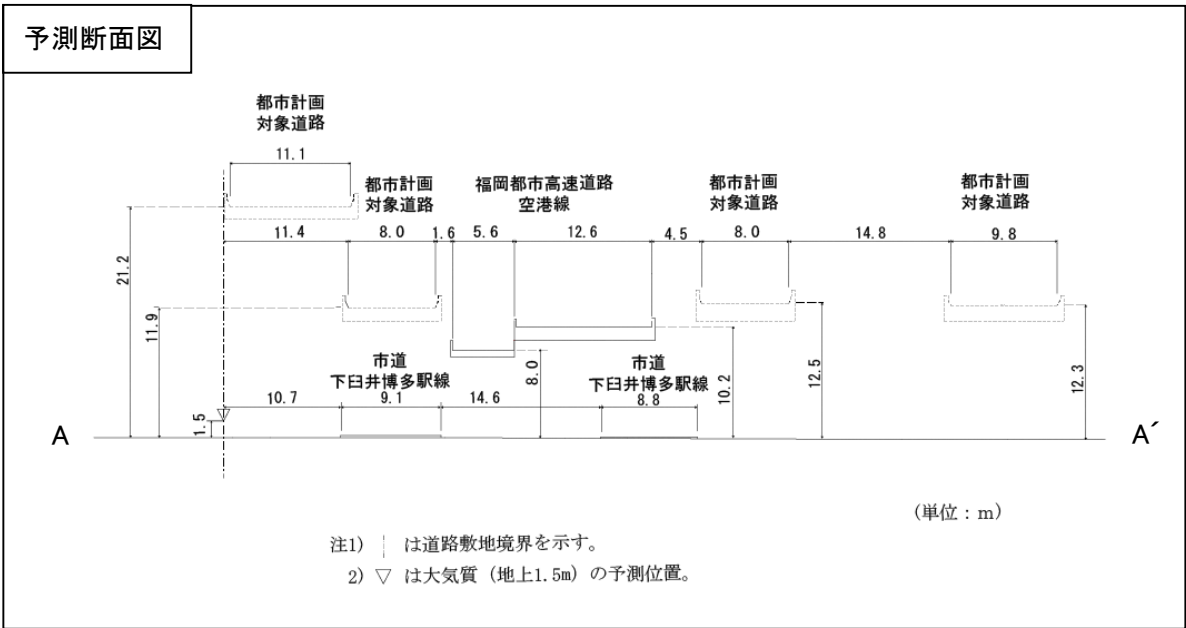 予測断面図
都市計画
対象道路
11.1
都市計画
対象道路
福岡都市高速道路
空港線
都市計画
対象道路
都市計画
対象道路
11.4
8.0
1.6
5.6
12.6
4.5
8.0
14.8
9.8
21.2
11.9
市道
下臼井博多駅線
8.0
市道
下臼井博多駅線
10.2
12.5
12.3
10.7
9.1
14.6
8.8
1.5
A
A´
(単位:m)
注1) ¦ は道路敷地境界を示す。
2) ▽ は大気質(地上1.5m)の予測位置。